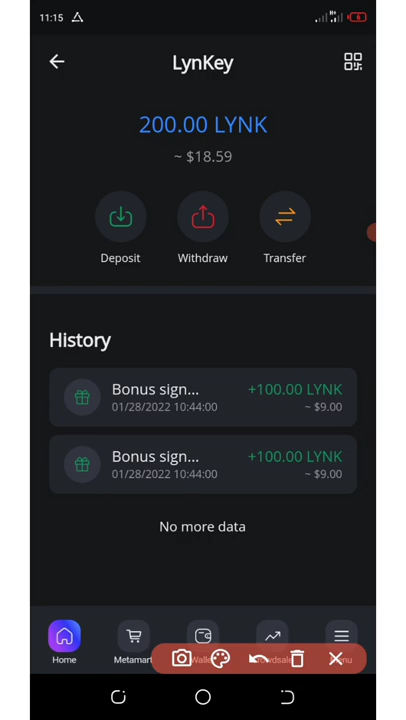 11:15
LynKey
200.00 LYNK
~ $18.59
Deposit Withdraw Transfer
History
Bonus sign... +100.00 LYNK
01/28/2022 10:44:00 ~ $9.00
Bonus sign... +100.00 LYNK
01/28/2022 10:44:00 ~ $9.00
No more data
Home